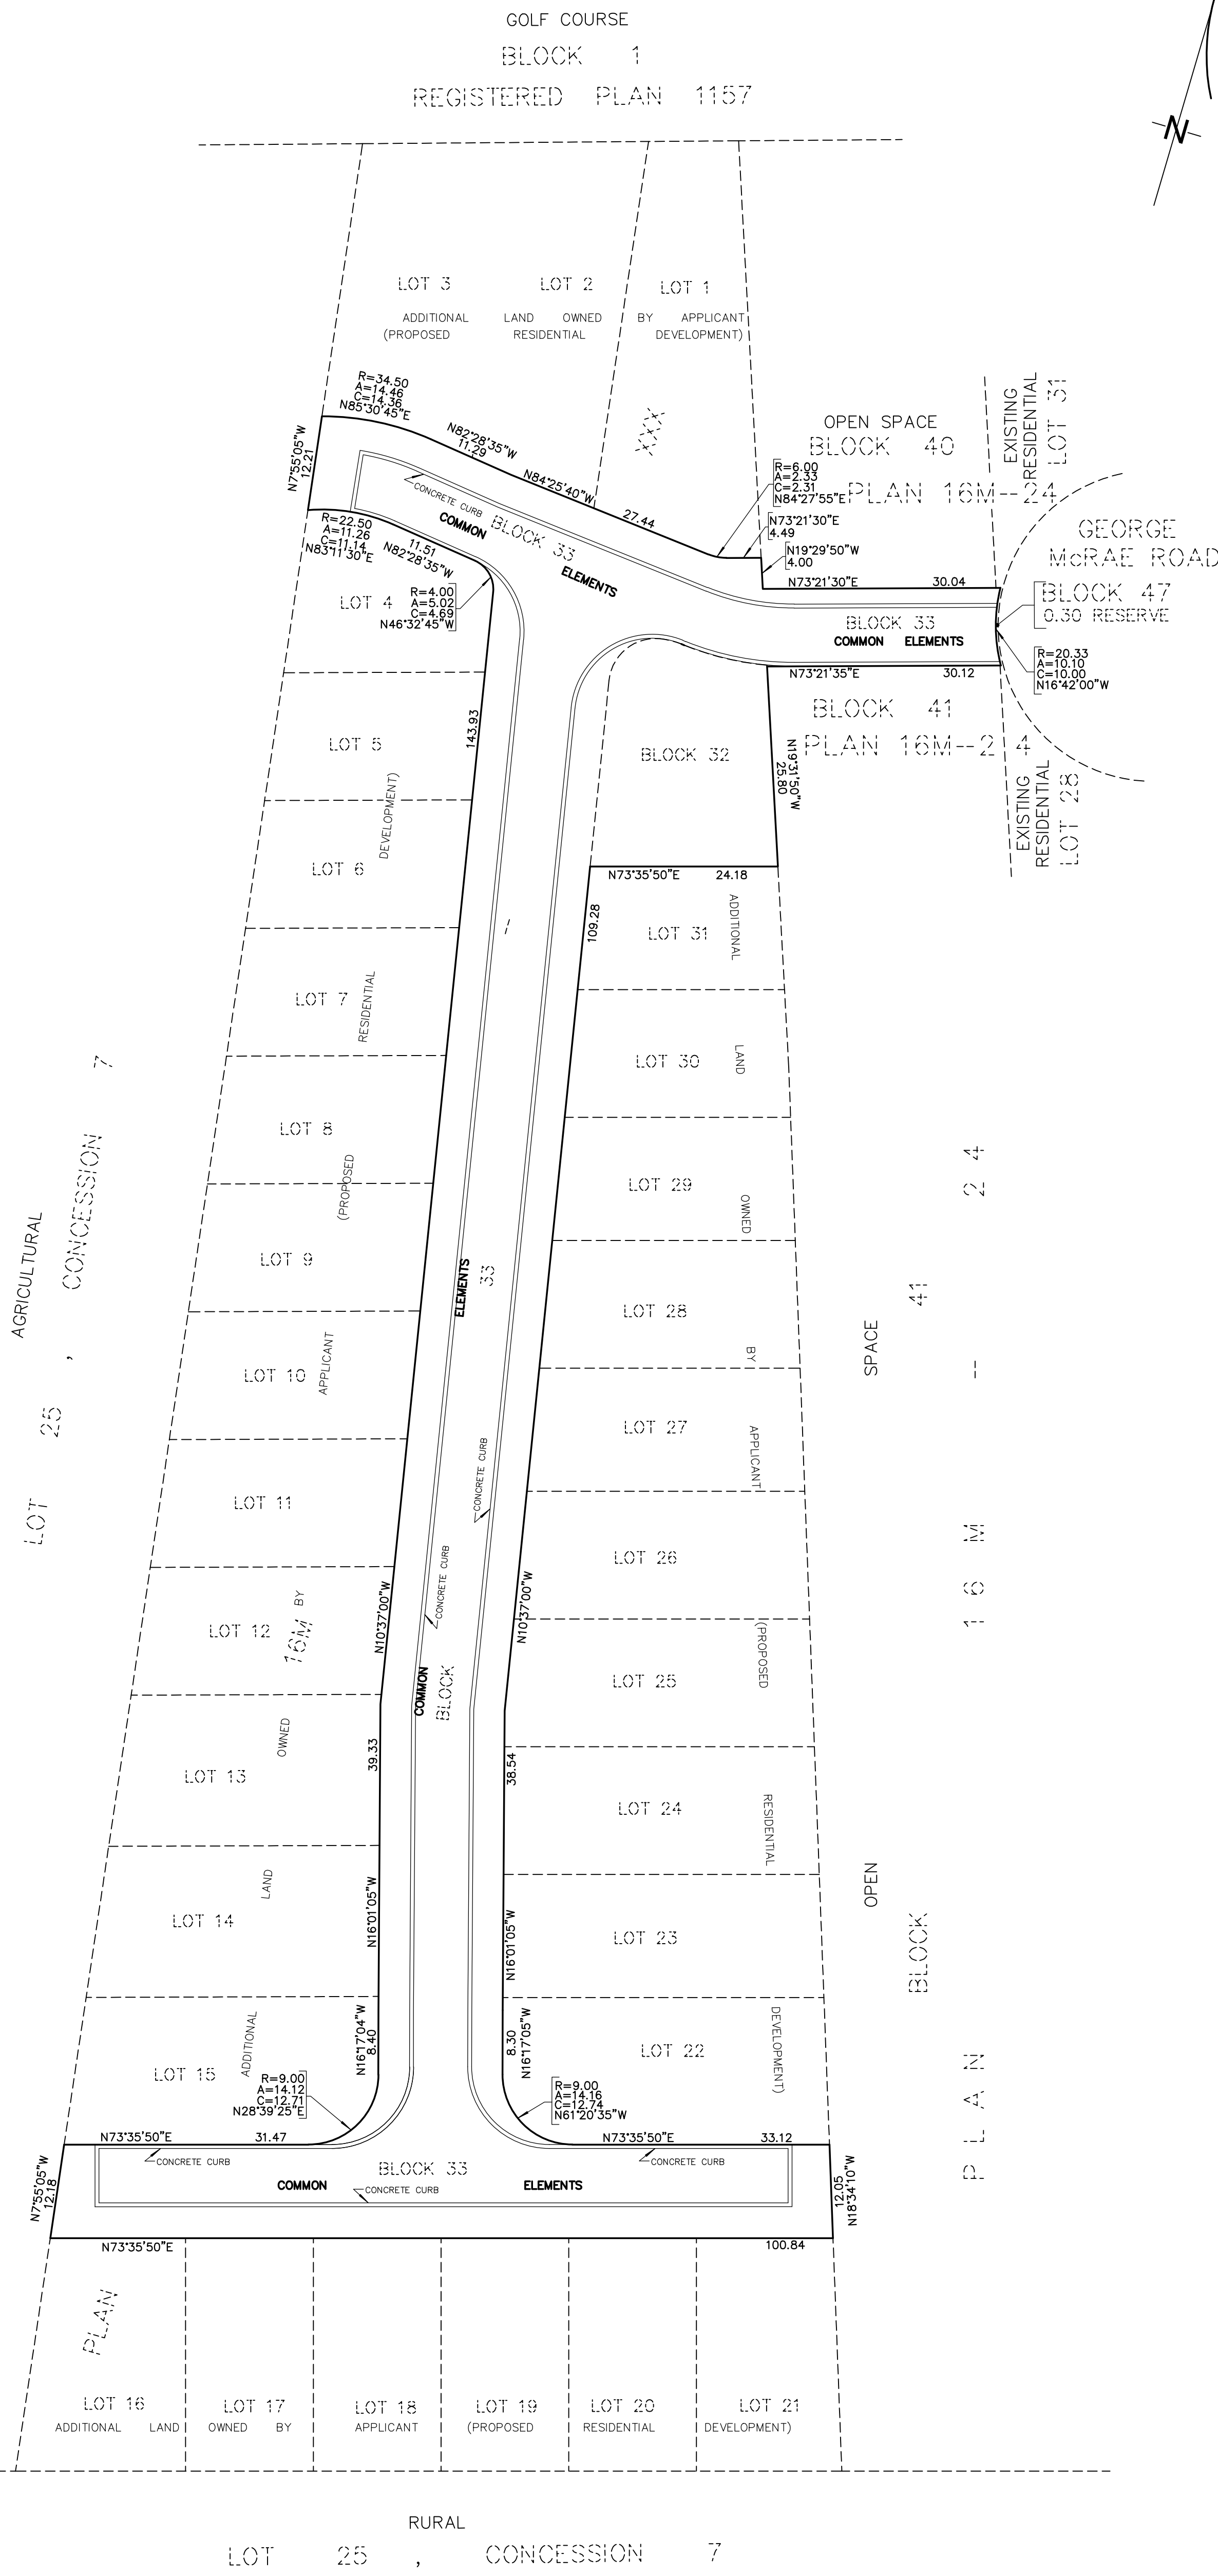 GOLF COURSE
BLOCK 1
REGISTERED PLAN 1157
N
LOT 3
LOT 2
LOT 1
ADDITIONAL LAND OWNED BY APPLICANT
(PROPOSED RESIDENTIAL DEVELOPMENT)
R=34.50
A=14.46
C=14.36
N85°30'45"E
N82°28'35"W
11.29
N84°25'40"W
27.44
XXX
N7°55'05"W
12.21
CONCRETE CURB
COMMON
BLOCK 33
ELEMENTS
R=22.50
A=11.26
C=11.14
N83°11'30"E
11.51
N82°28'35"W
LOT 4
R=4.00
A=5.02
C=4.69
N46°32'45"W
OPEN SPACE
BLOCK 40
PLAN 16M--24
R=6.00
A=2.33
C=2.31
N84°27'55"E
N73°21'30"E
4.49
N19°29'50"W
4.00
N73°21'30"E
30.04
EXISTING
RESIDENTIAL
LOT 31
GEORGE
McRAE ROAD
BLOCK 47
0.30 RESERVE
BLOCK 33
COMMON ELEMENTS
R=20.33
A=10.10
C=10.00
N16°42'00"W
N73°21'35"E
30.12
BLOCK 41
PLAN 16M--2 4
EXISTING
RESIDENTIAL
LOT 28
BLOCK 32
N19°31'50"W
25.80
N73°35'50"E
24.18
143.93
109.28
LOT 5
DEVELOPMENT)
LOT 6
LOT 7
RESIDENTIAL
LOT 8
(PROPOSED
LOT 9
LOT 10
APPLICANT
LOT 11
LOT 12
16M
BY
LOT 13
OWNED
LOT 14
LAND
LOT 15
ADDITIONAL
AGRICULTURAL
LOT 25 , CONCESSION 7
LOT 31
ADDITIONAL
LOT 30
LAND
LOT 29
OWNED
LOT 28
BY
LOT 27
APPLICANT
LOT 26
LOT 25
(PROPOSED
LOT 24
RESIDENTIAL
LOT 23
LOT 22
DEVELOPMENT)
OPEN SPACE
BLOCK 41
PLAN 16M - 2 4
ELEMENTS
33
CONCRETE CURB
CONCRETE CURB
N10°37'00"W
N10°37'00"W
COMMON
BLOCK
39.33
38.54
N16°01'05"W
N16°01'05"W
N16°17'04"W
8.40
8.30
N16°17'05"W
R=9.00
A=14.12
C=12.71
N28°39'25"E
R=9.00
A=14.16
C=12.74
N61°20'35"W
N73°35'50"E
31.47
N73°35'50"E
33.12
CONCRETE CURB
BLOCK 33
CONCRETE CURB
COMMON
ELEMENTS
CONCRETE CURB
N7°55'05"W
12.18
12.05
N18°34'10"W
N73°35'50"E
100.84
PLAN
LOT 16
LOT 17
LOT 18
LOT 19
LOT 20
LOT 21
ADDITIONAL LAND OWNED BY APPLICANT (PROPOSED RESIDENTIAL DEVELOPMENT)
RURAL
LOT 25 , CONCESSION 7